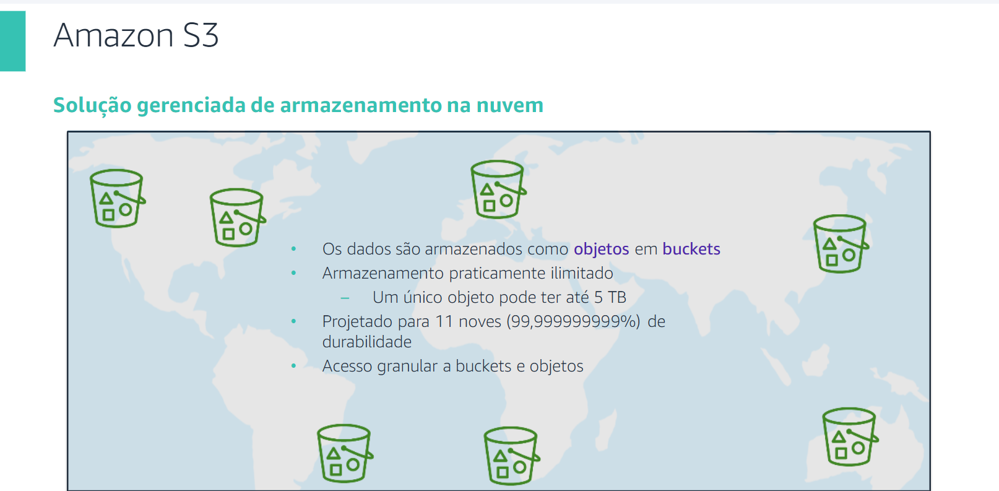 Amazon S3
Solução gerenciada de armazenamento na nuvem
• Os dados são armazenados como objetos em buckets
• Armazenamento praticamente ilimitado
– Um único objeto pode ter até 5 TB
• Projetado para 11 noves (99,999999999%) de
durabilidade
• Acesso granular a buckets e objetos